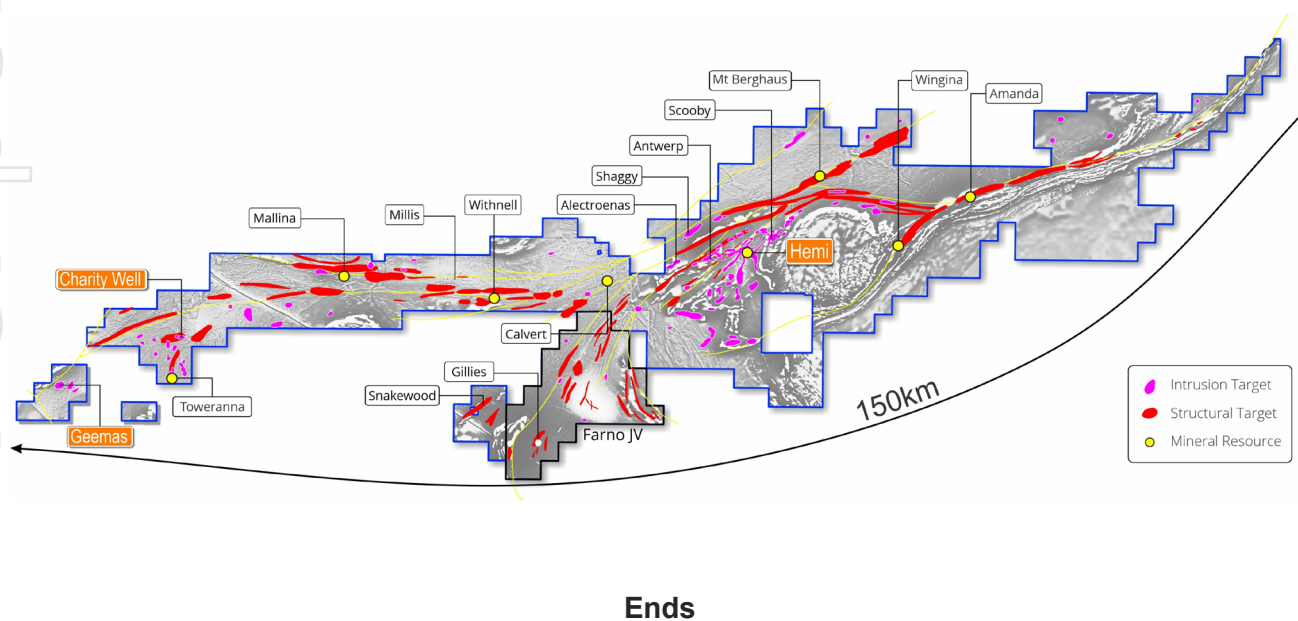 Mt Berghaus
Wingina
Amanda
Scooby
Antwerp
Shaggy
Alectroenas
Withnell
Millis
Mallina
Hemi
Charity Well
Calvert
Gillies
Snakewood
Toweranna
Geemas
Farno JV
150km
Intrusion Target
Structural Target
Mineral Resource
Ends